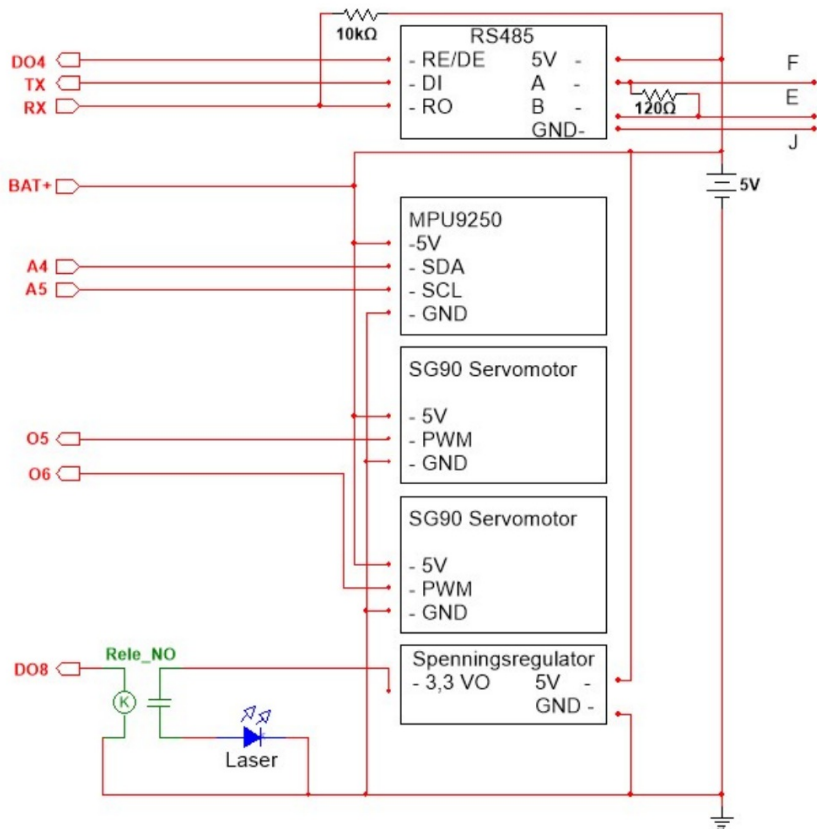 10kΩ
RS485
DO4
- RE/DE 5V -
F
TX
- DI A -
120Ω
E
RX
- RO B -
GND-
J
BAT+
5V
MPU9250
-5V
A4
- SDA
A5
- SCL
- GND
SG90 Servomotor
- 5V
O5
- PWM
- GND
O6
SG90 Servomotor
- 5V
- PWM
- GND
Rele_NO
Spenningsregulator
DO8
- 3,3 VO 5V -
GND -
K
Laser